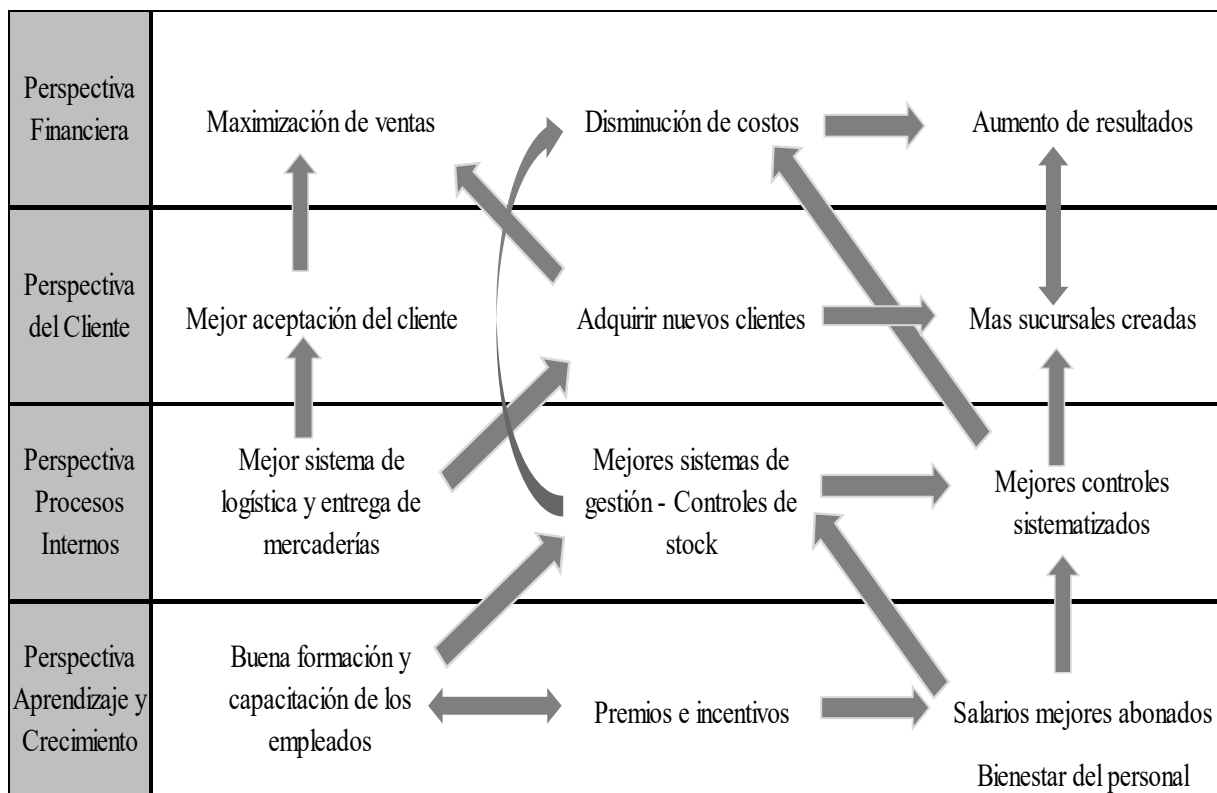 Perspectiva
Financiera
Maximización de ventas
Disminución de costos
Aumento de resultados
Perspectiva
del Cliente
Mejor aceptación del cliente
Adquirir nuevos clientes
Mas sucursales creadas
Perspectiva
Procesos
Internos
Mejor sistema de
logística y entrega de
mercaderías
Mejores sistemas de
gestión - Controles de
stock
Mejores controles
sistematizados
Perspectiva
Aprendizaje y
Crecimiento
Buena formación y
capacitación de los
empleados
Premios e incentivos
Salarios mejores abonados
Bienestar del personal